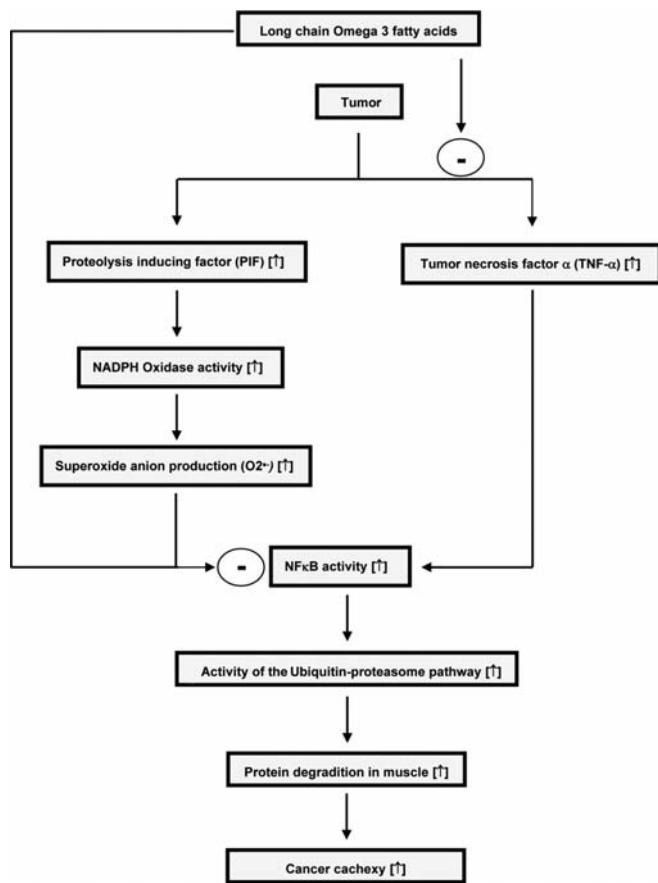 Long chain Omega 3 fatty acids
Tumor
-
Proteolysis inducing factor (PIF) [↑]
Tumor necrosis factor α (TNF-α) [↑]
NADPH Oxidase activity [↑]
Superoxide anion production (O2•-) [↑]
-
NFκB activity [↑]
Activity of the Ubiquitin-proteasome pathway [↑]
Protein degradition in muscle [↑]
Cancer cachexy [↑]